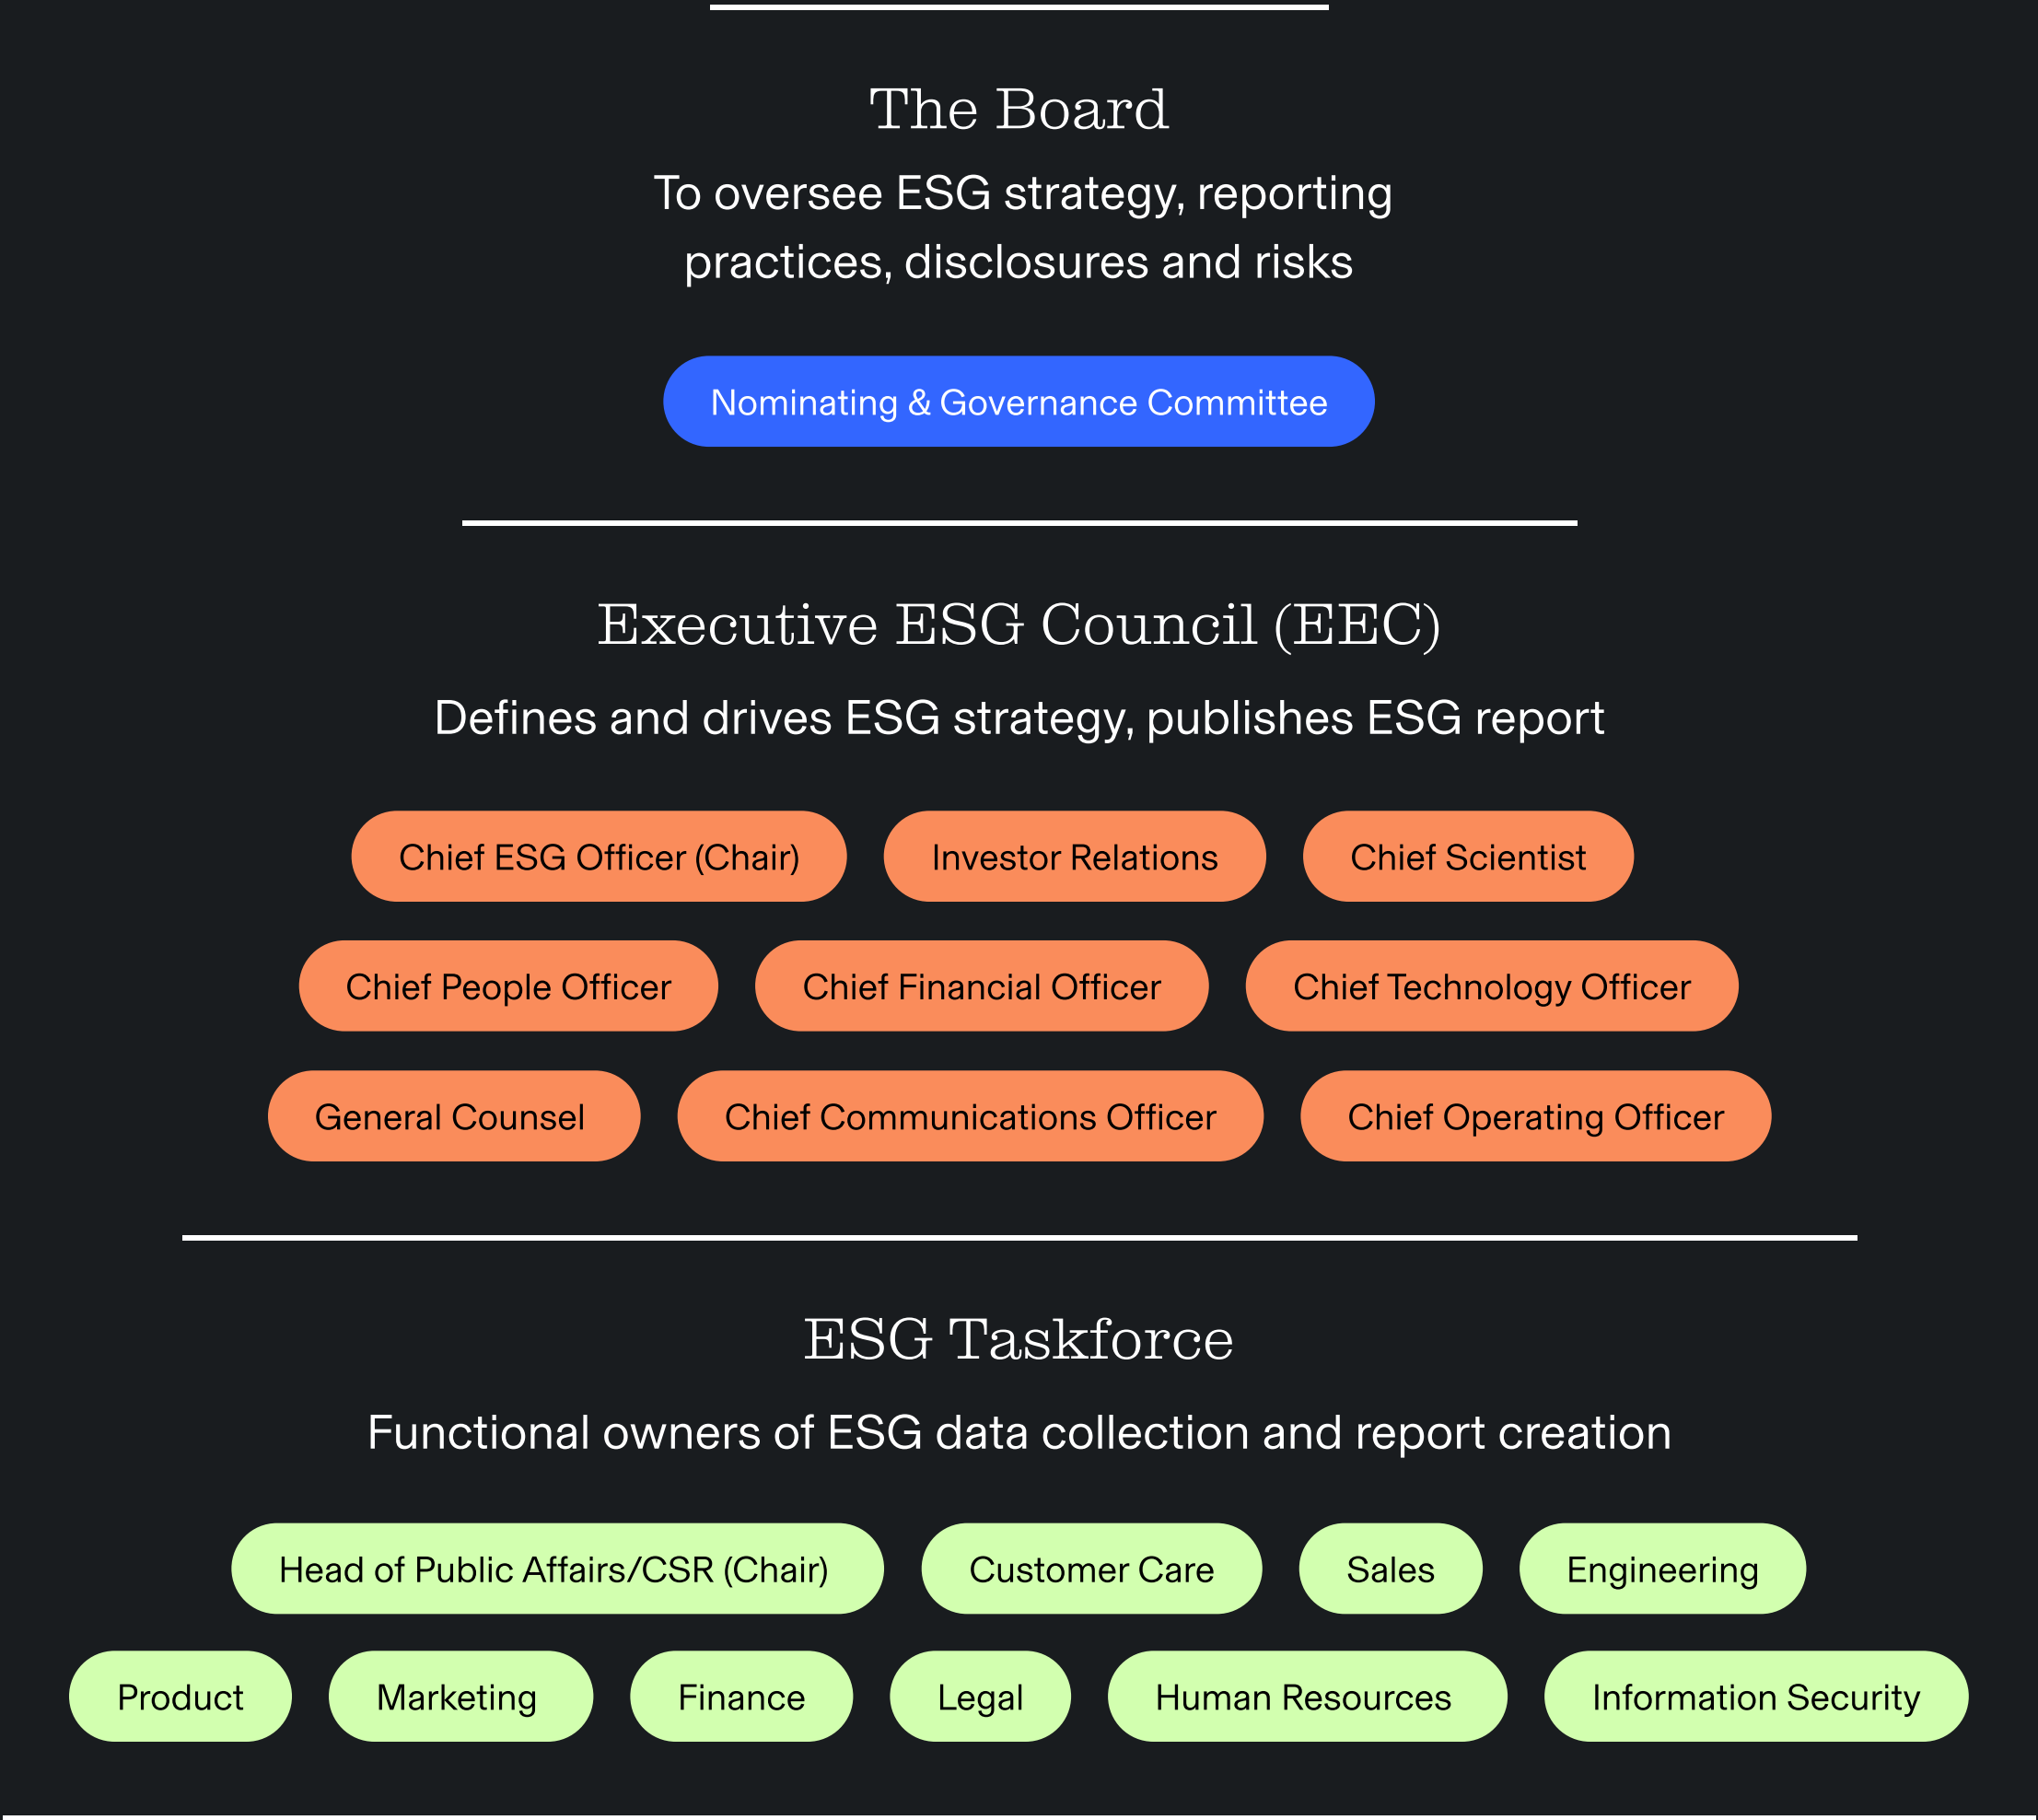 The Board
To oversee ESG strategy, reporting
practices, disclosures and risks
Nominating & Governance Committee
Executive ESG Council (EEC)
Defines and drives ESG strategy, publishes ESG report
Chief ESG Officer (Chair) Investor Relations Chief Scientist
Chief People Officer Chief Financial Officer Chief Technology Officer
General Counsel Chief Communications Officer Chief Operating Officer
ESG Taskforce
Functional owners of ESG data collection and report creation
Head of Public Affairs/CSR (Chair) Customer Care Sales Engineering
Product Marketing Finance Legal Human Resources Information Security